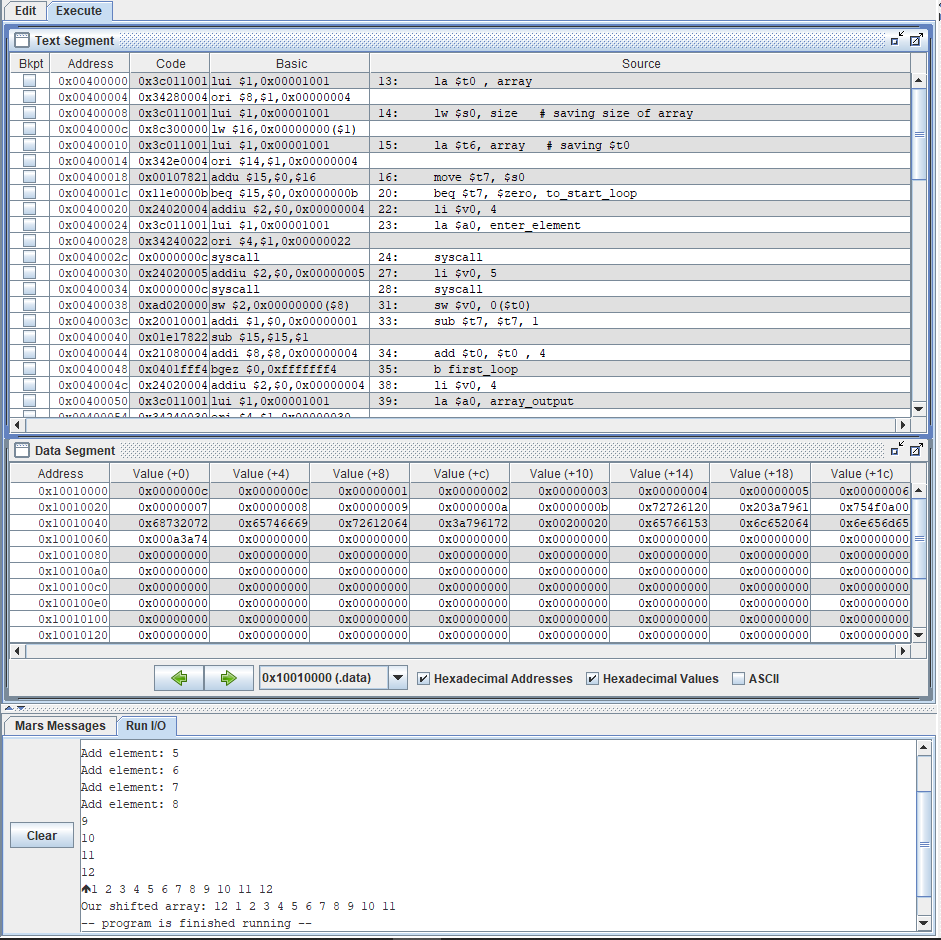 Edit Execute
Text Segment
Bkpt Address Code Basic Source
0x00400000 0x3c011001 lui $1,0x00001001 13: la $t0 , array
0x00400004 0x34280004 ori $8,$1,0x00000004
0x00400008 0x3c011001 lui $1,0x00001001 14: lw $s0, size # saving size of array
0x0040000c 0x8c300000 lw $16,0x00000000($1)
0x00400010 0x3c011001 lui $1,0x00001001 15: la $t6, array # saving $t0
0x00400014 0x342e0004 ori $14,$1,0x00000004
0x00400018 0x00107821 addu $15,$0,$16 16: move $t7, $s0
0x0040001c 0x11e0000b beq $15,$0,0x0000000b 20: beq $t7, $zero, to_start_loop
0x00400020 0x24020004 addiu $2,$0,0x00000004 22: li $v0, 4
0x00400024 0x3c011001 lui $1,0x00001001 23: la $a0, enter_element
0x00400028 0x34240022 ori $4,$1,0x00000022
0x0040002c 0x0000000c syscall 24: syscall
0x00400030 0x24020005 addiu $2,$0,0x00000005 27: li $v0, 5
0x00400034 0x0000000c syscall 28: syscall
0x00400038 0xad020000 sw $2,0x00000000($8) 31: sw $v0, 0($t0)
0x0040003c 0x20010001 addi $1,$0,0x00000001 33: sub $t7, $t7, 1
0x00400040 0x01e17822 sub $15,$15,$1
0x00400044 0x21080004 addi $8,$8,0x00000004 34: add $t0, $t0 , 4
0x00400048 0x0401fff4 bgez $0,0xfffffff4 35: b first_loop
0x0040004c 0x24020004 addiu $2,$0,0x00000004 38: li $v0, 4
0x00400050 0x3c011001 lui $1,0x00001001 39: la $a0, array_output
0x00400054 0x34240030 ori $4,$1,0x00000030
Data Segment
Address Value (+0) Value (+4) Value (+8) Value (+c) Value (+10) Value (+14) Value (+18) Value (+1c)
0x10010000 0x0000000c 0x0000000c 0x00000001 0x00000002 0x00000003 0x00000004 0x00000005 0x00000006
0x10010020 0x00000007 0x00000008 0x00000009 0x0000000a 0x0000000b 0x72726120 0x203a7961 0x754f0a00
0x10010040 0x68732072 0x65746669 0x72612064 0x3a796172 0x00200020 0x65766153 0x6c652064 0x6e656d65
0x10010060 0x000a3a74 0x00000000 0x00000000 0x00000000 0x00000000 0x00000000 0x00000000 0x00000000
0x10010080 0x00000000 0x00000000 0x00000000 0x00000000 0x00000000 0x00000000 0x00000000 0x00000000
0x100100a0 0x00000000 0x00000000 0x00000000 0x00000000 0x00000000 0x00000000 0x00000000 0x00000000
0x100100c0 0x00000000 0x00000000 0x00000000 0x00000000 0x00000000 0x00000000 0x00000000 0x00000000
0x100100e0 0x00000000 0x00000000 0x00000000 0x00000000 0x00000000 0x00000000 0x00000000 0x00000000
0x10010100 0x00000000 0x00000000 0x00000000 0x00000000 0x00000000 0x00000000 0x00000000 0x00000000
0x10010120 0x00000000 0x00000000 0x00000000 0x00000000 0x00000000 0x00000000 0x00000000 0x00000000
0x10010000 (.data) Hexadecimal Addresses Hexadecimal Values ASCII
Mars Messages Run I/O
Add element: 5
Add element: 6
Add element: 7
Add element: 8
9
10
11
12
1 2 3 4 5 6 7 8 9 10 11 12
Our shifted array: 12 1 2 3 4 5 6 7 8 9 10 11
-- program is finished running --
Clear